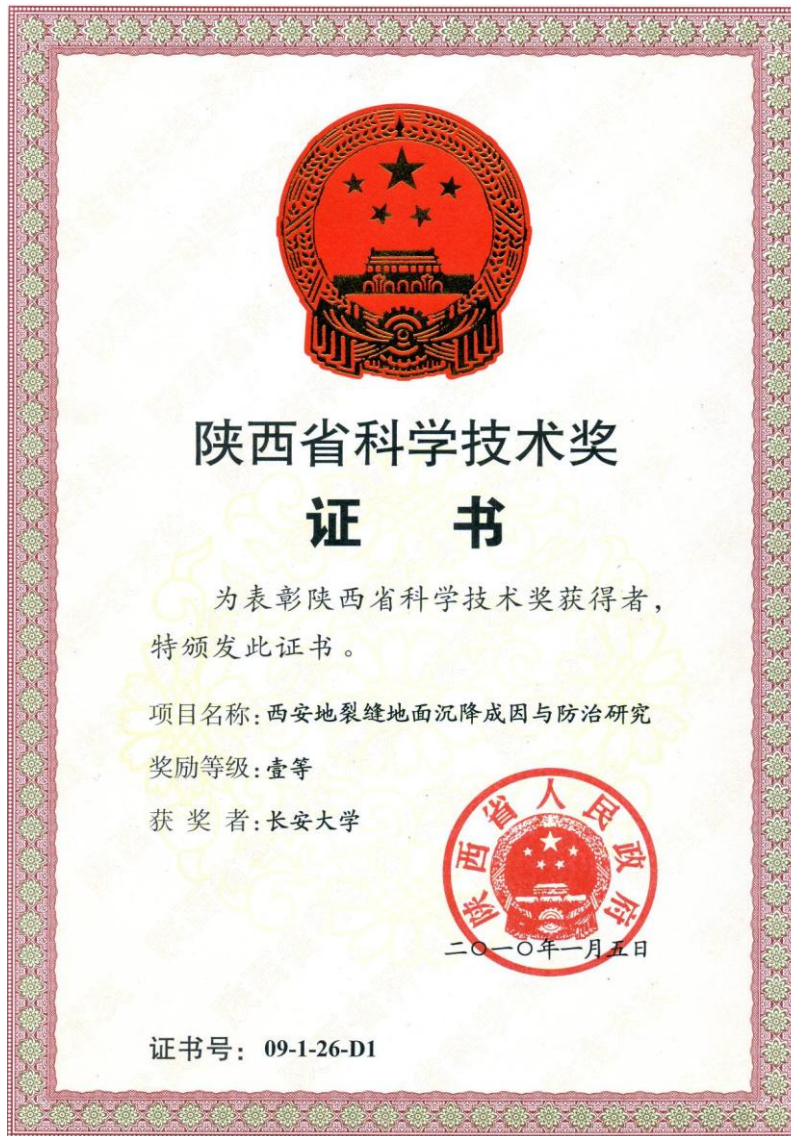 陕西省科学技术奖
证 书
为表彰陕西省科学技术奖获得者，
特颁发此证书。
项目名称：西安地裂缝地面沉降成因与防治研究
奖励等级：壹等
获 奖 者：长安大学
陕西省人民政府
二〇一〇年一月五日
证书号： 09-1-26-D1